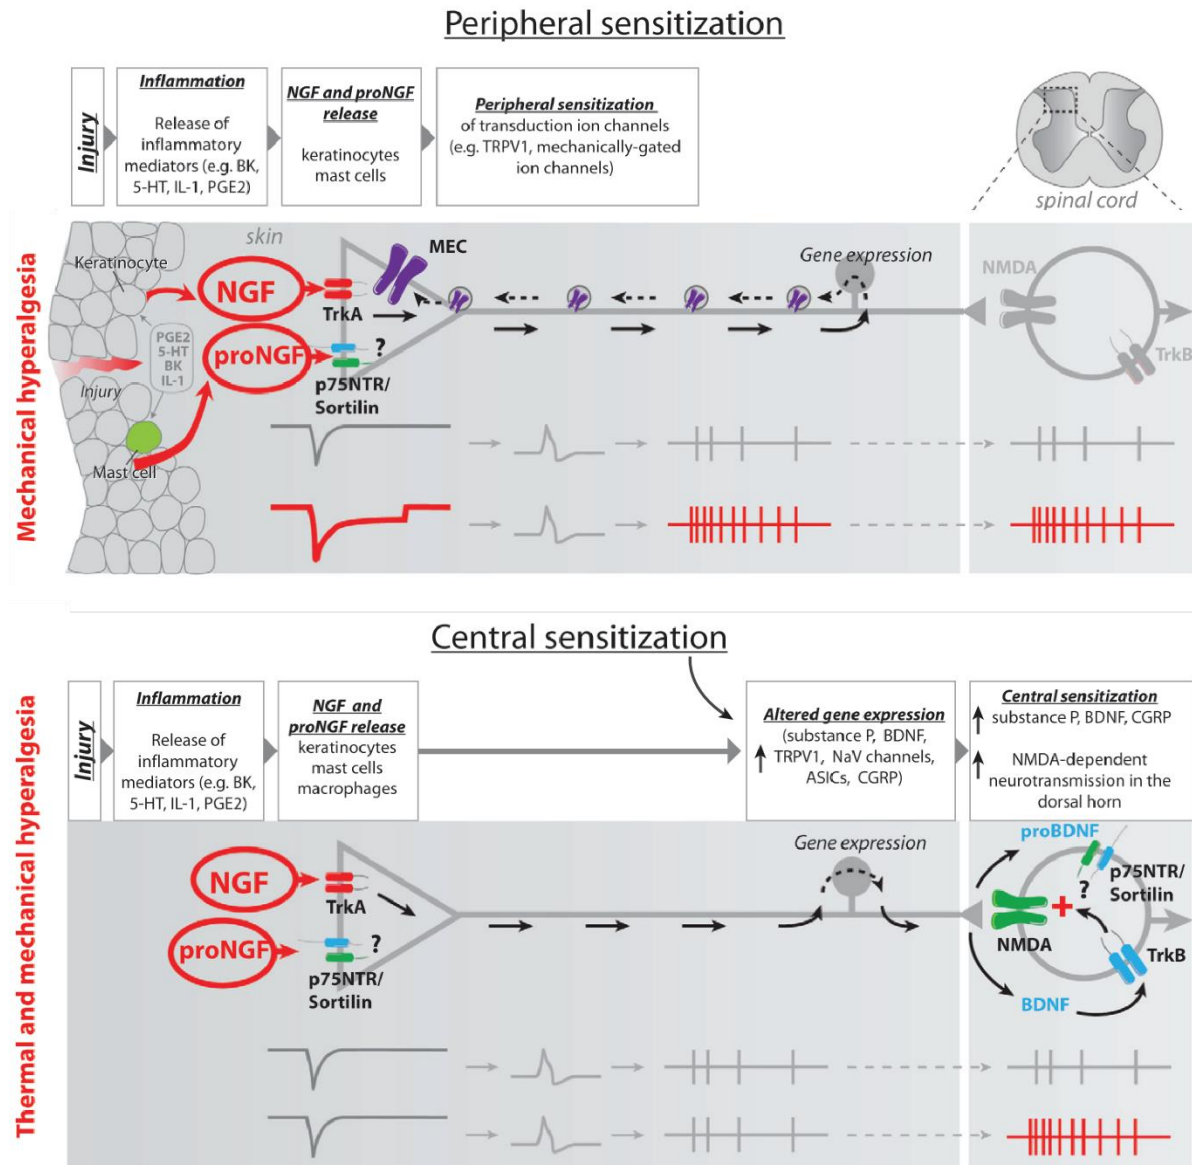 Peripheral sensitization
Injury
Inflammation
Release of
inflammatory
mediators (e.g. BK,
5-HT, IL-1, PGE2)
NGF and proNGF
release
keratinocytes
mast cells
Peripheral sensitization
of transduction ion channels
(e.g. TRPV1, mechanically-gated
ion channels)
spinal cord
Mechanical hyperalgesia
Keratinocyte
PGE2
5-HT
BK
IL-1
Injury
Mast cell
skin
NGF
TrkA
MEC
proNGF
?
p75NTR/
Sortilin
Gene expression
NMDA
TrkB
Central sensitization
Thermal and mechanical hyperalgesia
Injury
Inflammation
Release of
inflammatory
mediators (e.g. BK,
5-HT, IL-1, PGE2)
NGF and
proNGF release
keratinocytes
mast cells
macrophages
Altered gene expression
(substance P, BDNF,
TRPV1, NaV channels,
ASICs, CGRP)
Central sensitization
substance P, BDNF, CGRP
NMDA-dependent
neurotransmission in the
dorsal horn
NGF
TrkA
proNGF
?
p75NTR/
Sortilin
Gene expression
proBDNF
p75NTR/
Sortilin
?
+
NMDA
TrkB
BDNF